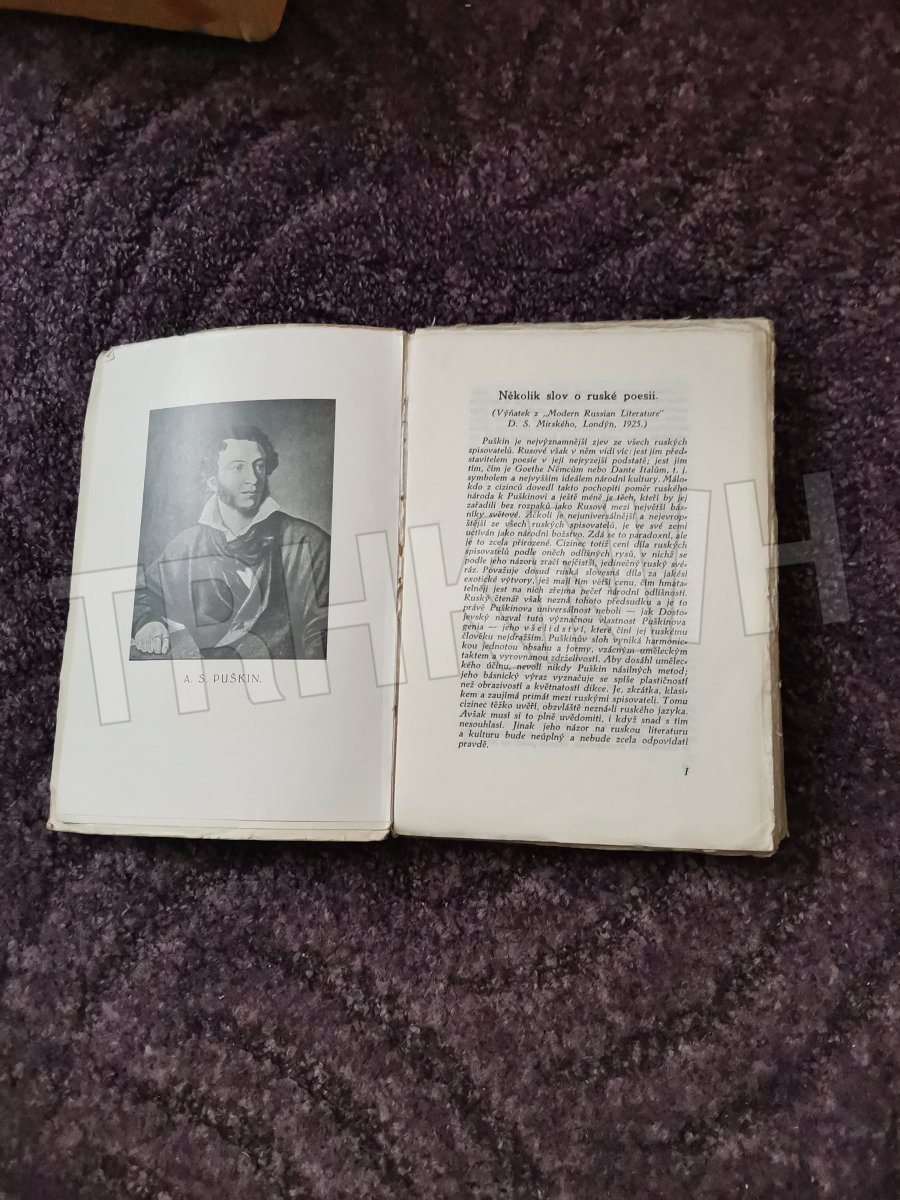 A. S. PUŠKIN.
Několik slov o ruské poesii.
(Výňatek z „Modern Russian Literature"
D. S. Mirského, Londýn, 1925.)
Puškin je nejvýznamnější zjev ze všech ruských
spisovatelů. Rusové však v něm vidí víc: jest jim před-
stavitelem poesie v její nejryzejší podstatě; jest jim
tím, čím je Goethe Němcům nebo Dante Italům, t. j.
symbolem a nejvyšším ideálem národní kultury. Málo-
kdo z cizinců dovedl takto pochopiti poměr ruského
národa k Puškinovi a ještě méně je těch, kteří by jej
zařadili bez rozpaků jako Rusové mezi největší bás-
níky světové. Ačkoli je nejuniversálnější a nejevrop-
štější ze všech ruských spisovatelů, je ve své zemi
uctíván jako národní božstvo. Zdá se to paradoxní, ale
je to zcela přirozené. Cizinec totiž cení díla ruských
spisovatelů podle oněch odlišných rysů, v nichž se
podle jeho názoru zračí nejčistší, jedinečný ruský své-
ráz. Považuje dosud ruská slovesná díla za jakési
exotické výtvory, jež mají tím větší cenu, čím hmata-
telněji jest na nich zřejma pečeť národní odlišnosti.
Ruský čtenář však nezná tohoto předsudku a je to
právě Puškinova universálnost neboli — jak Dosto-
jevský nazval tuto význačnou vlastnost Puškinova
genia — jeho všelidství, které činí jej ruskému
člověku nejdražším. Puškinův sloh vyniká harmonic-
kou jednotou obsahu a formy, vzácným uměleckým
taktem a vyrovnanou zdrželivostí. Aby dosáhl umělec-
kého účinu, nevolí nikdy Puškin násilných metod;
jeho básnický výraz vyznačuje se spíše plastičností
než obrazivostí a květnatostí dikce. Je, zkrátka, klasi-
kem a zaujímá primát mezi ruskými spisovateli. Tomu
cizinec těžko uvěří, obzvláště nezná-li ruského jazyka.
Avšak musí si to plně uvědomiti, i když snad s tím
nesouhlasí. Jinak jeho názor na ruskou literaturu
a kulturu bude neúplný a nebude zcela odpovídati
pravdě.
1